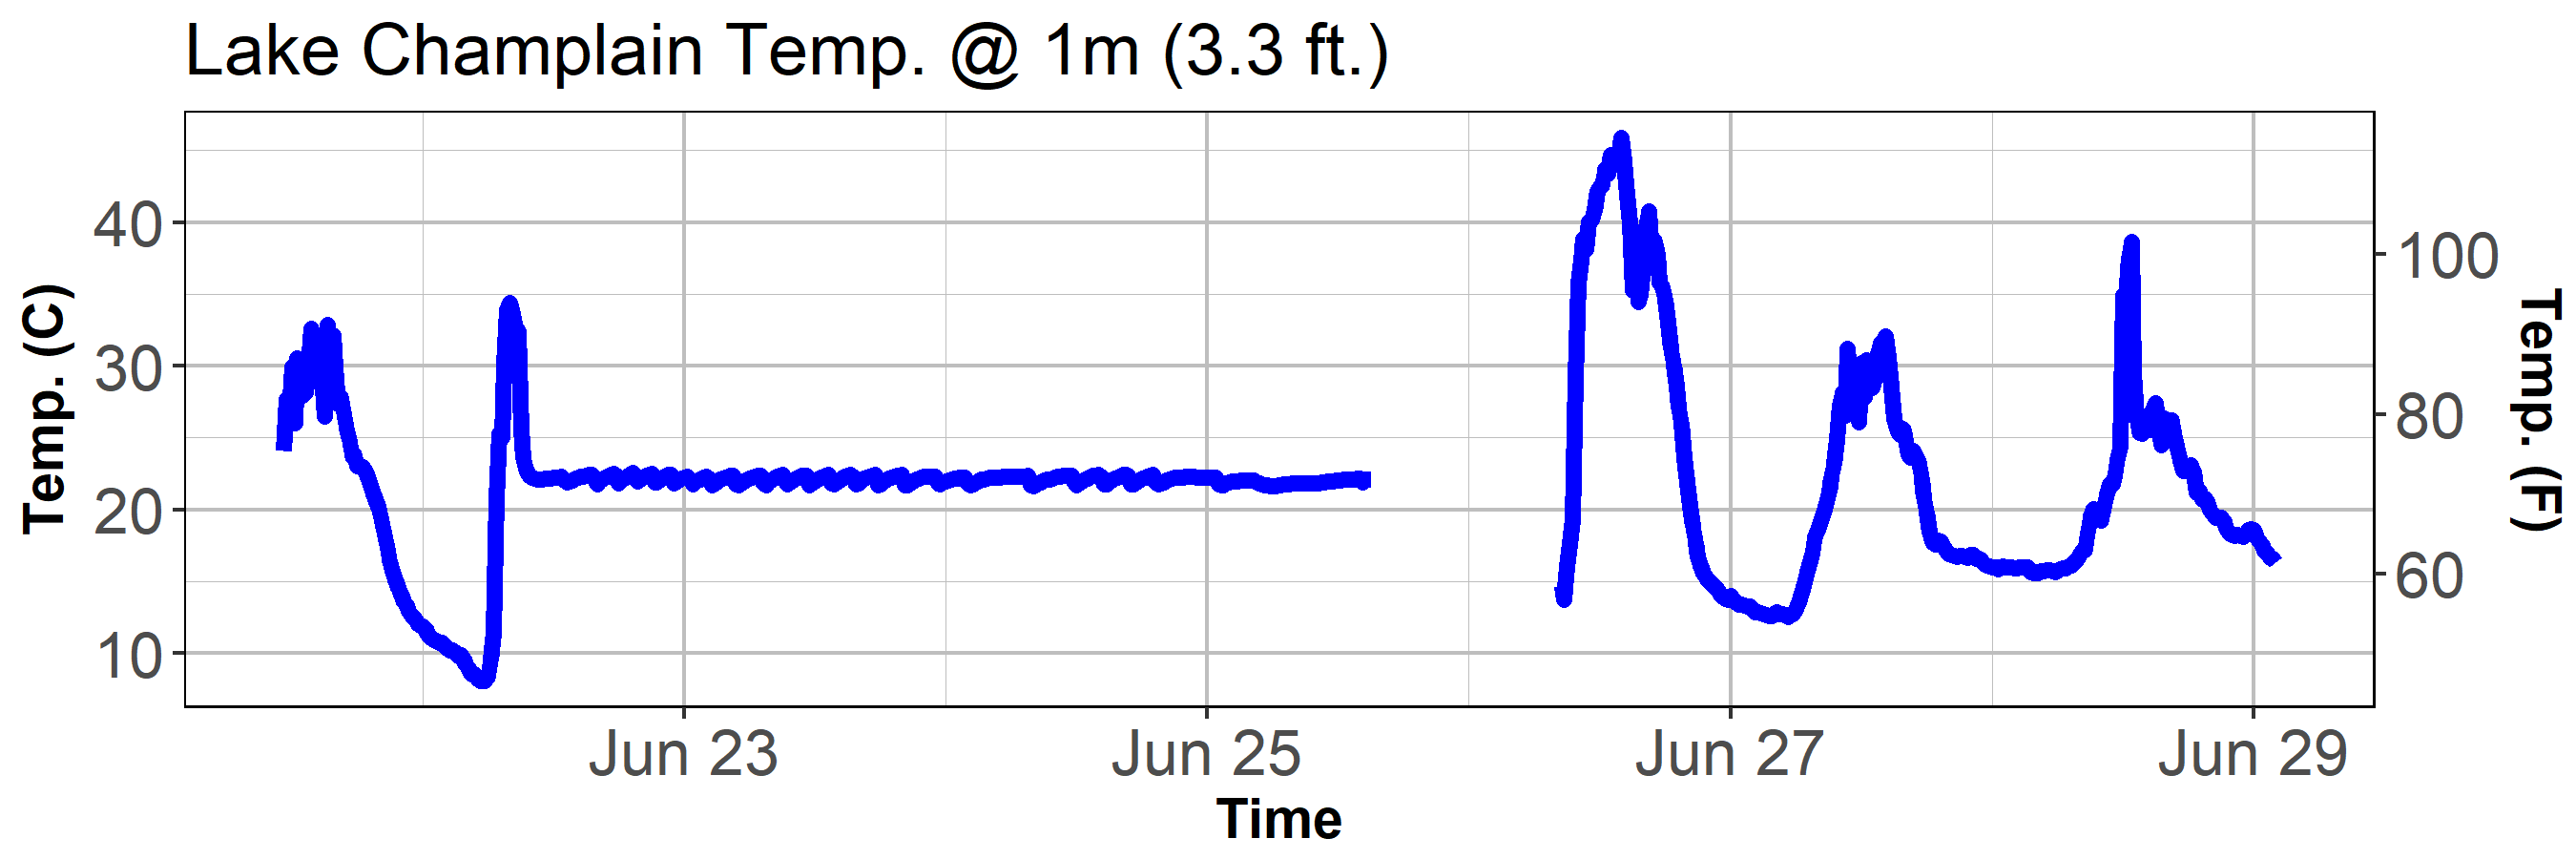 Lake Champlain Temp. @ 1m (3.3 ft.)
Temp. (C)
40
30
20
10
100
80
60
Temp. (F)
Jun 23
Jun 25
Jun 27
Jun 29
Time